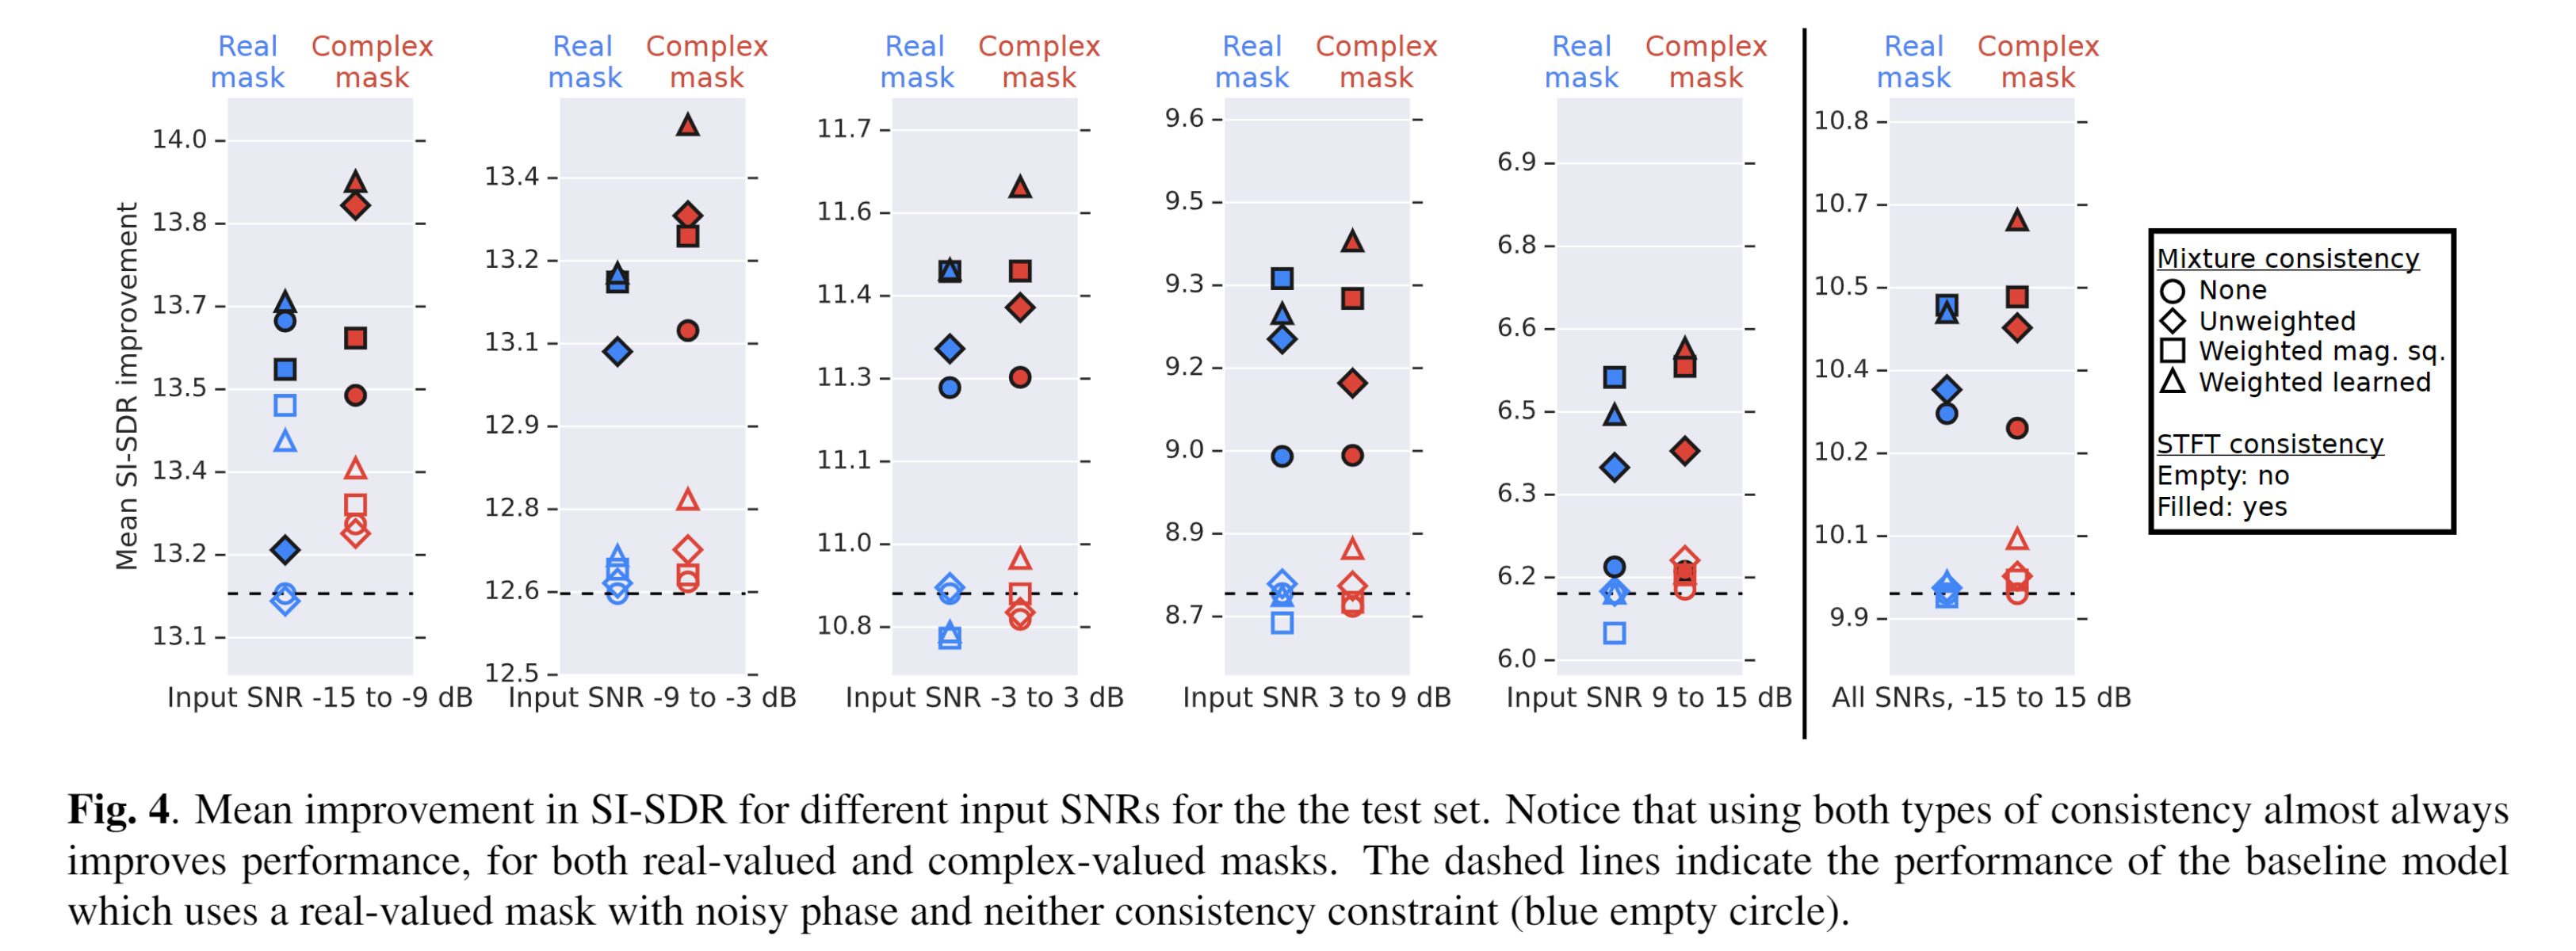 Real Complex
mask mask
Real Complex
mask mask
Real Complex
mask mask
Real Complex
mask mask
Real Complex
mask mask
Real Complex
mask mask
Mean SI-SDR improvement
14.0
13.8
13.7
13.5
13.4
13.2
13.1
Input SNR -15 to -9 dB
13.4
13.2
13.1
12.9
12.8
12.6
12.5
Input SNR -9 to -3 dB
11.7
11.6
11.4
11.3
11.1
11.0
10.8
Input SNR -3 to 3 dB
9.6
9.5
9.3
9.2
9.0
8.9
8.7
Input SNR 3 to 9 dB
6.9
6.8
6.6
6.5
6.3
6.2
6.0
Input SNR 9 to 15 dB
10.8
10.7
10.5
10.4
10.2
10.1
9.9
All SNRs, -15 to 15 dB
Mixture consistency
None
Unweighted
Weighted mag. sq.
Weighted learned
STFT consistency
Empty: no
Filled: yes
Fig. 4. Mean improvement in SI-SDR for different input SNRs for the the test set. Notice that using both types of consistency almost always
improves performance, for both real-valued and complex-valued masks. The dashed lines indicate the performance of the baseline model
which uses a real-valued mask with noisy phase and neither consistency constraint (blue empty circle).